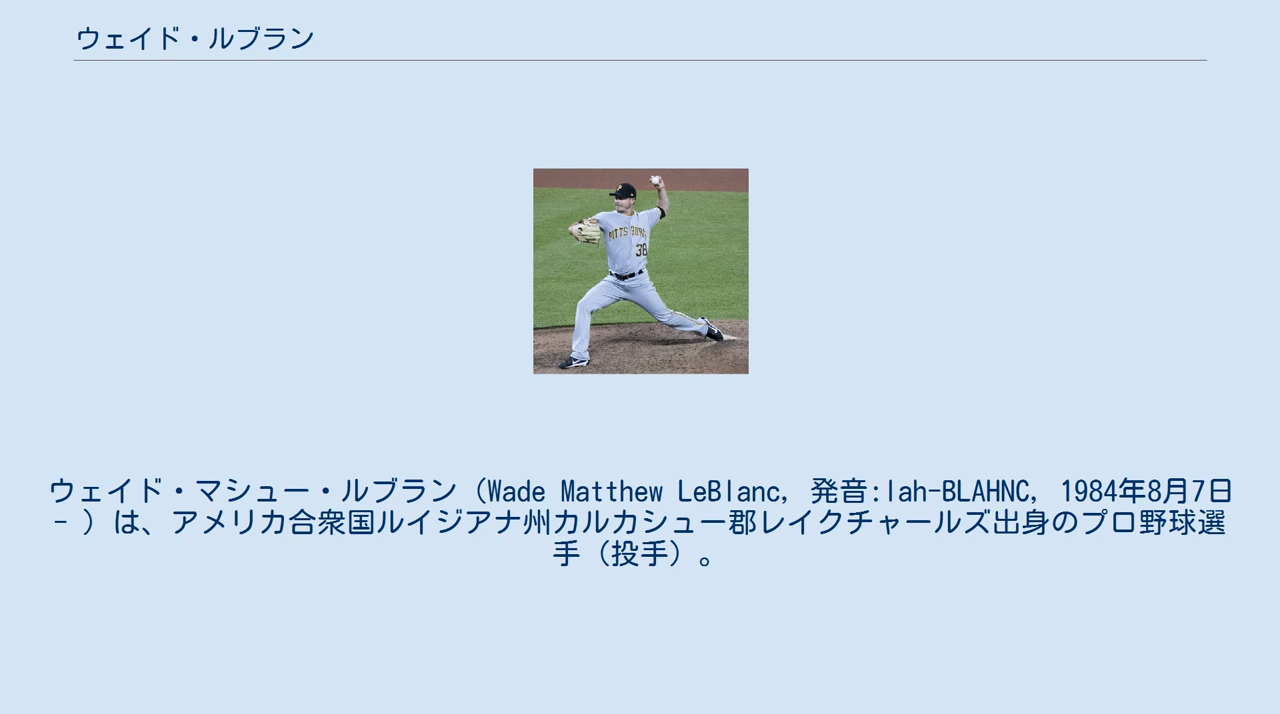 ウェイド・ルブラン
PITTSBURGH
38
ウェイド・マシュー・ルブラン（Wade Matthew LeBlanc, 発音:lah-BLAHNC, 1984年8月7日
- ）は、アメリカ合衆国ルイジアナ州カルカシュー郡レイクチャールズ出身のプロ野球選
手（投手）。